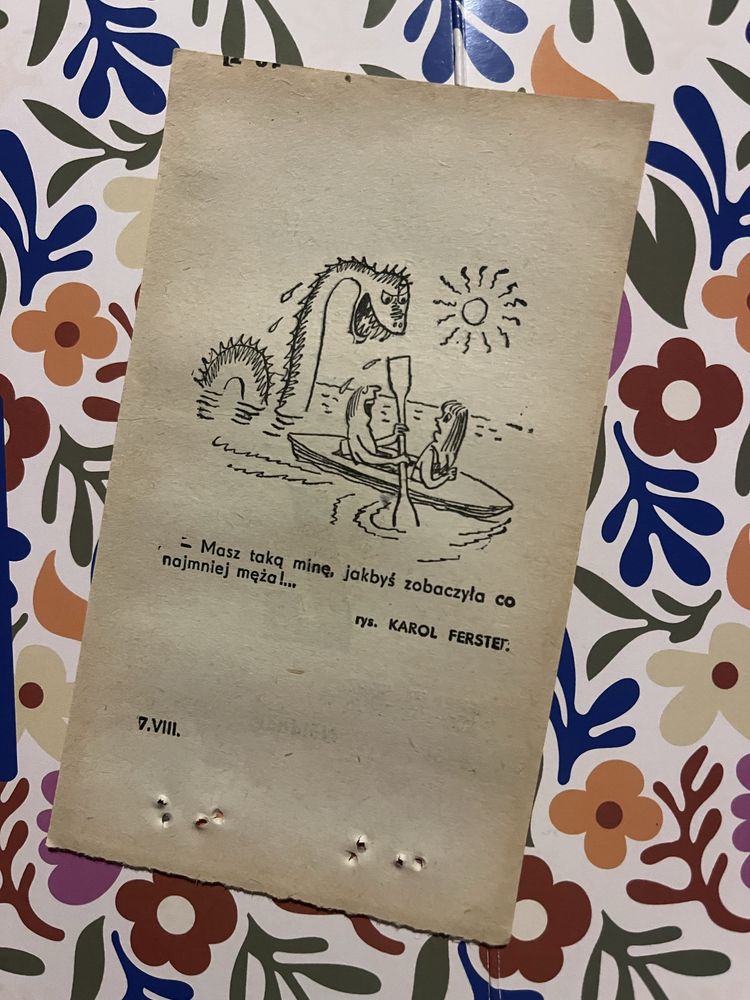 — Masz taką minę, jakbyś zobaczyła co
najmniej męża!...
rys. KAROL FERSTER
7.VIII.